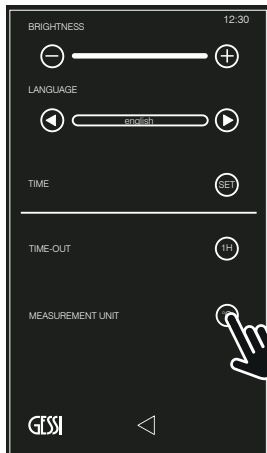 12:30
BRIGHTNESS
LANGUAGE
english
TIME
SET
TIME-OUT
1H
MEASUREMENT UNIT
GESSI